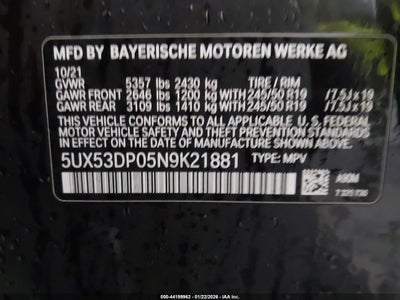 MFD BY BAYERISCHE MOTOREN WERKE AG
10/21
GVWR 5357 lbs 2430 kg TIRE / RIM
GAWR FRONT 2646 lbs 1200 kg WITH 245/50 R19 /7.5J x 19
GAWR REAR 3109 lbs 1410 kg WITH 245/50 R19 /7.5J x 19
THIS VEHICLE CONFORMS TO ALL APPLICABLE U. S. FEDERAL
MOTOR VEHICLE SAFETY AND THEFT PREVENTION STANDARDS
IN EFFECT ON THE DATE OF MANUFACTURE SHOWN ABOVE.
5UX53DP05N9K21881 TYPE: MPV
A90M
000-44199962 - 01/22/2026 - IAAI.com